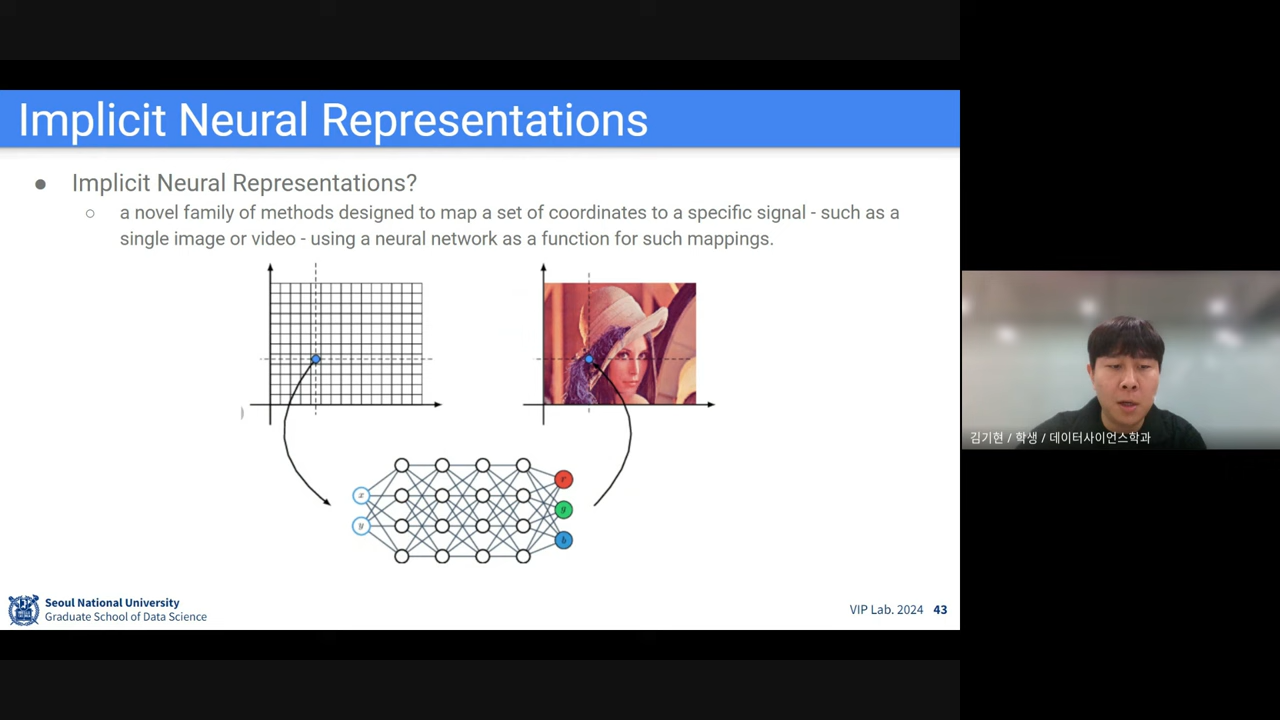 Implicit Neural Representations
● Implicit Neural Representations?
○ a novel family of methods designed to map a set of coordinates to a specific signal - such as a
single image or video - using a neural network as a function for such mappings.
)
x
y
r
g
b
김기현 / 학생 / 데이터사이언스학과
Seoul National University
Graduate School of Data Science
VIP Lab. 2024 43